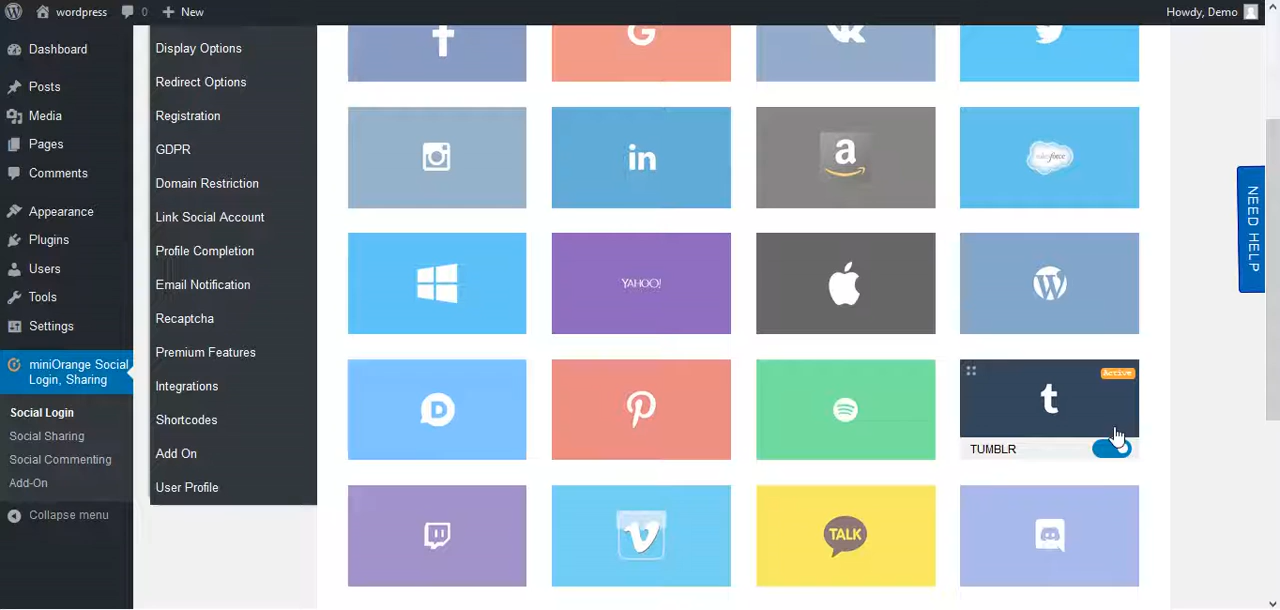 wordpress 0 New Howdy, Demo
Dashboard
Posts
Media
Pages
Comments
Appearance
Plugins
Users
Tools
Settings
miniOrange Social
Login, Sharing
Social Login
Social Sharing
Social Commenting
Add-On
Collapse menu
Display Options
Redirect Options
Registration
GDPR
Domain Restriction
Link Social Account
Profile Completion
Email Notification
Recaptcha
Premium Features
Integrations
Shortcodes
Add On
User Profile
in
a
salesforce
YAHOO!
Active
t
TUMBLR
TALK
NEED HELP